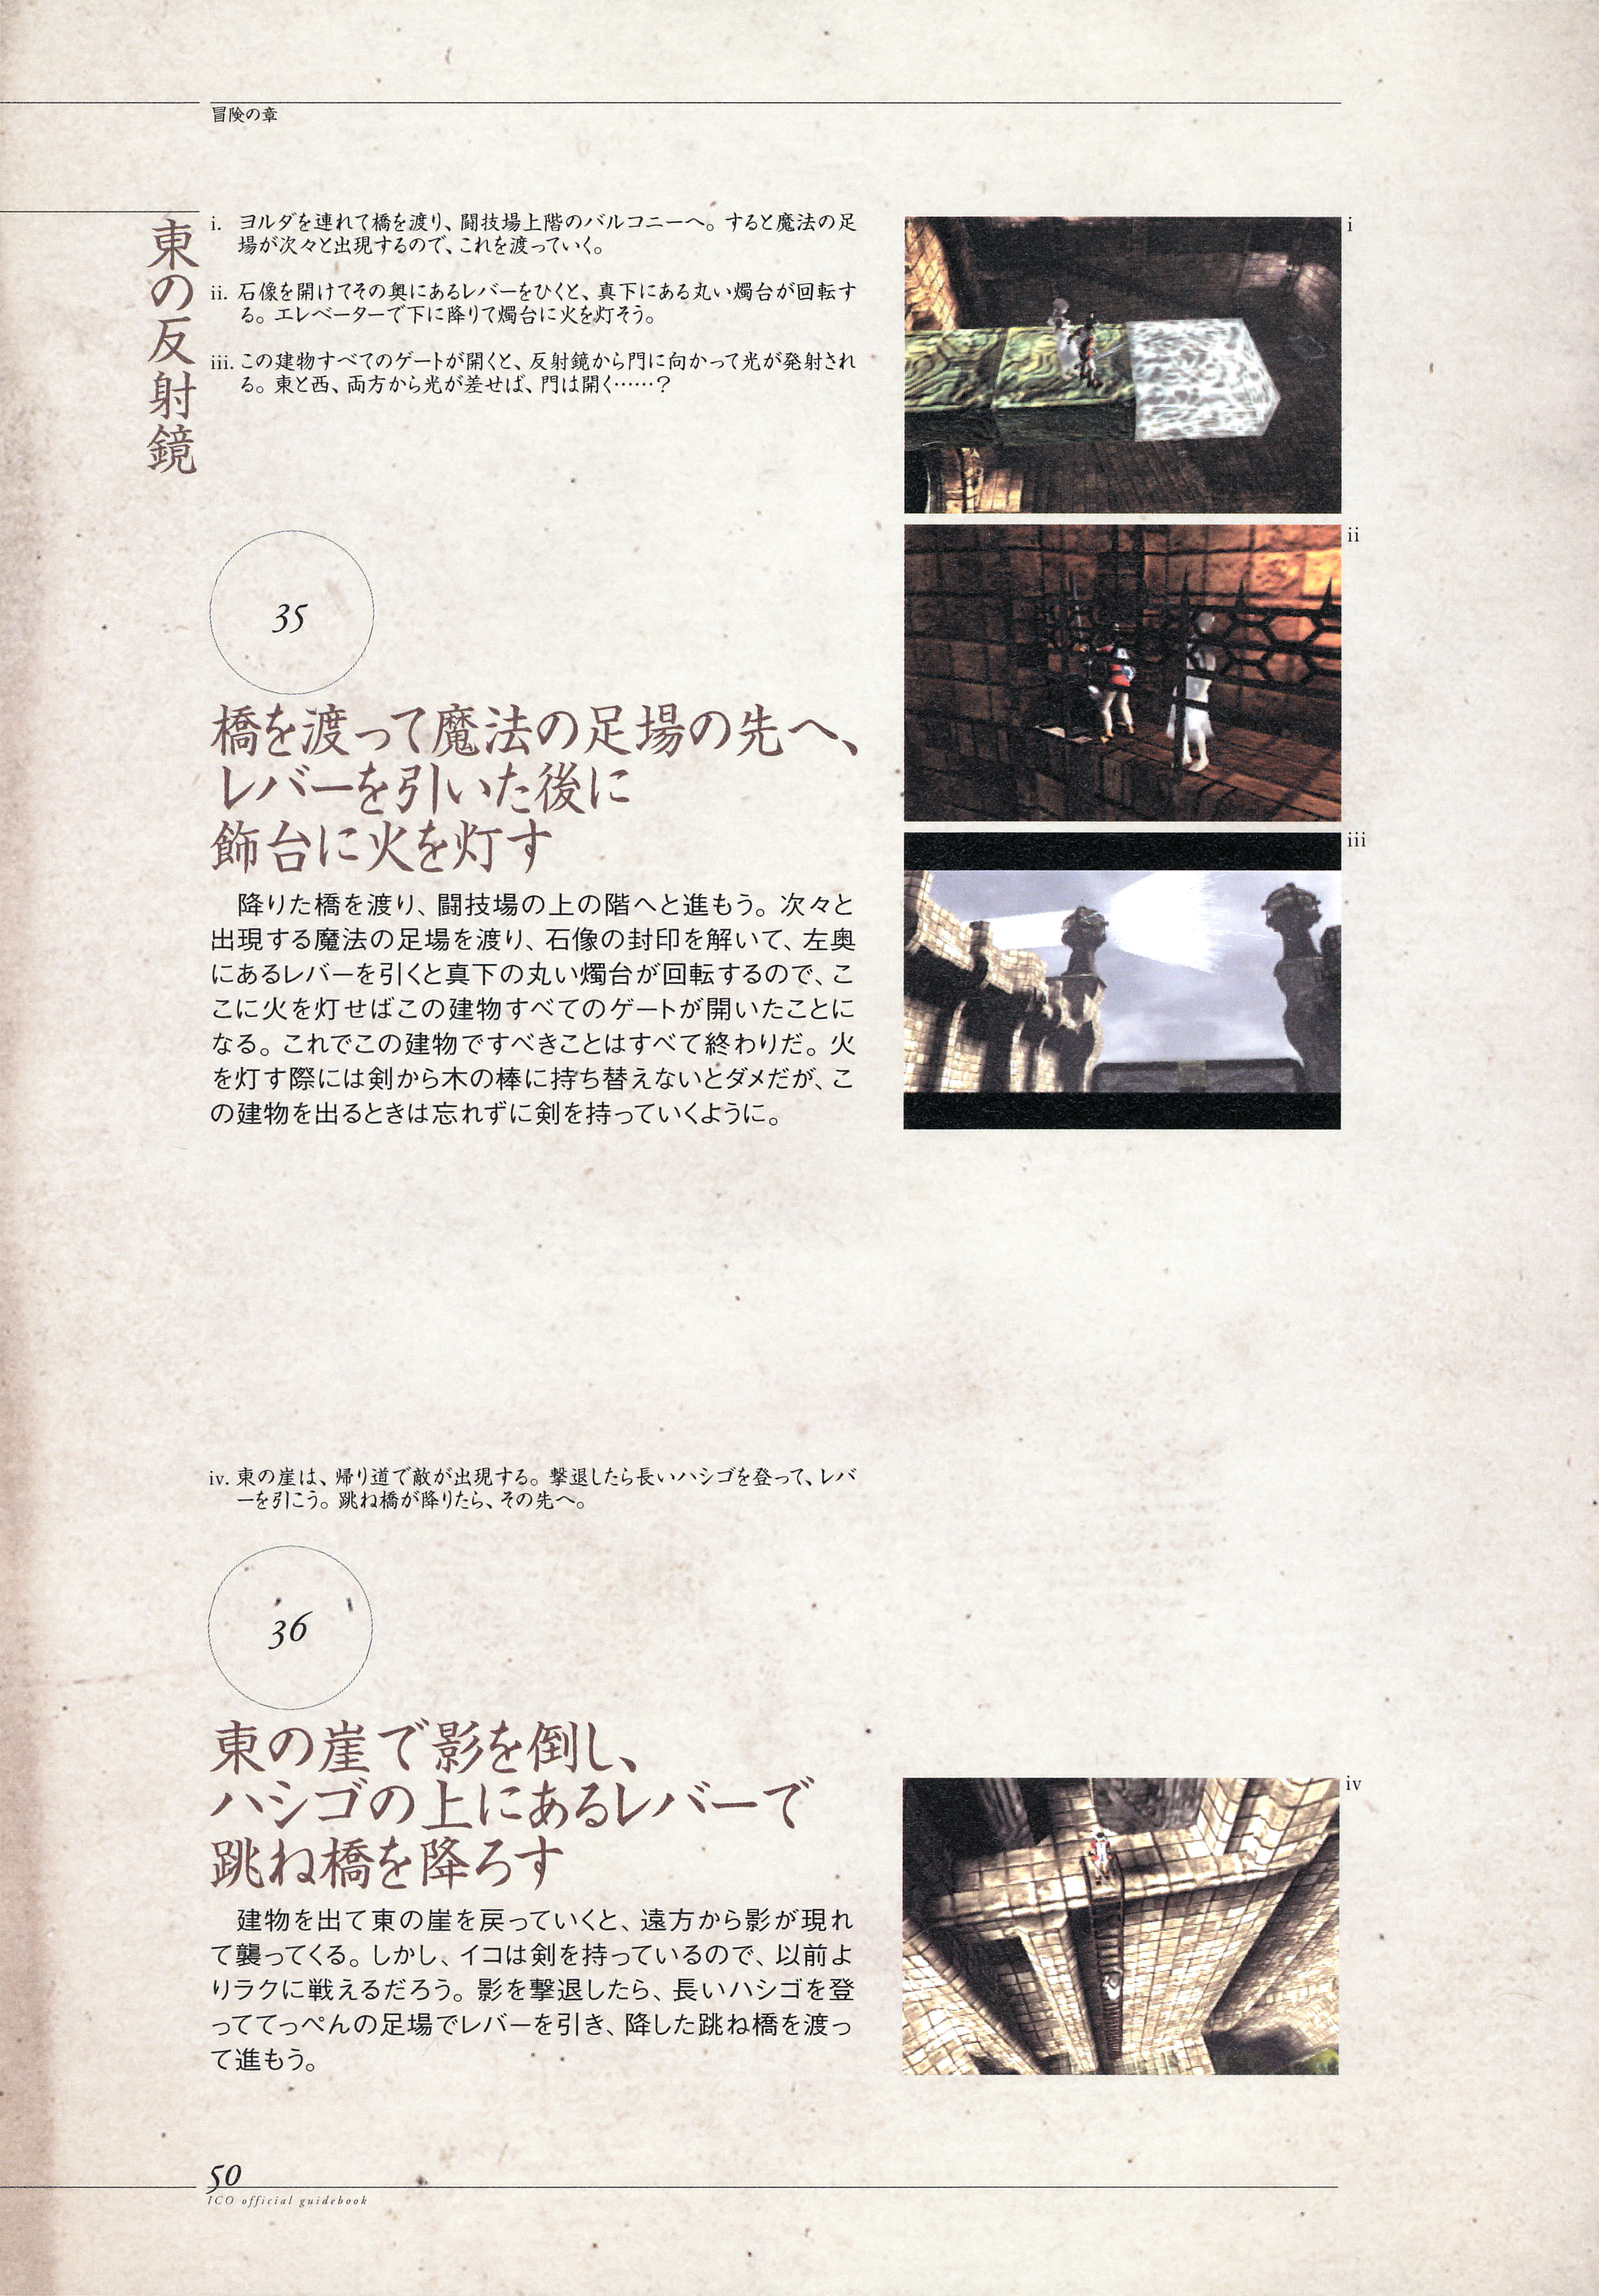 冒険の章
東の反射鏡
i. ヨルダを連れて橋を渡り、闘技場上階のバルコニーへ。すると魔法の足
場が次々と出現するので、これを渡っていく。
ii. 石像を開けてその奥にあるレバーをひくと、真下にある丸い燭台が回転す
る。エレベーターで下に降りて燭台に火を灯そう。
iii. この建物すべてのゲートが開くと、反射鏡から門に向かって光が発射され
る。東と西、両方から光が差せば、門は開く……?
i
ii
iii
35
橋を渡って魔法の足場の先へ、
レバーを引いた後に
飾台に火を灯す
降りた橋を渡り、闘技場の上の階へと進もう。次々と
出現する魔法の足場を渡り、石像の封印を解いて、左奥
にあるレバーを引くと真下の丸い燭台が回転するので、こ
こに火を灯せばこの建物すべてのゲートが開いたことに
なる。これでこの建物ですべきことはすべて終わりだ。火
を灯す際には剣から木の棒に持ち替えないとダメだが、こ
の建物を出るときは忘れずに剣を持っていくように。
iv. 東の崖は、帰り道で敵が出現する。撃退したら長いハシゴを登って、レバ
ーを引こう。跳ね橋が降りたら、その先へ。
36
東の崖で影を倒し、
ハシゴの上にあるレバーで
跳ね橋を降ろす
iv
建物を出て東の崖を戻っていくと、遠方から影が現れ
て襲ってくる。しかし、イコは剣を持っているので、以前よ
りラクに戦えるだろう。影を撃退したら、長いハシゴを登
っててっぺんの足場でレバーを引き、降した跳ね橋を渡っ
て進もう。
50
ICO official guidebook